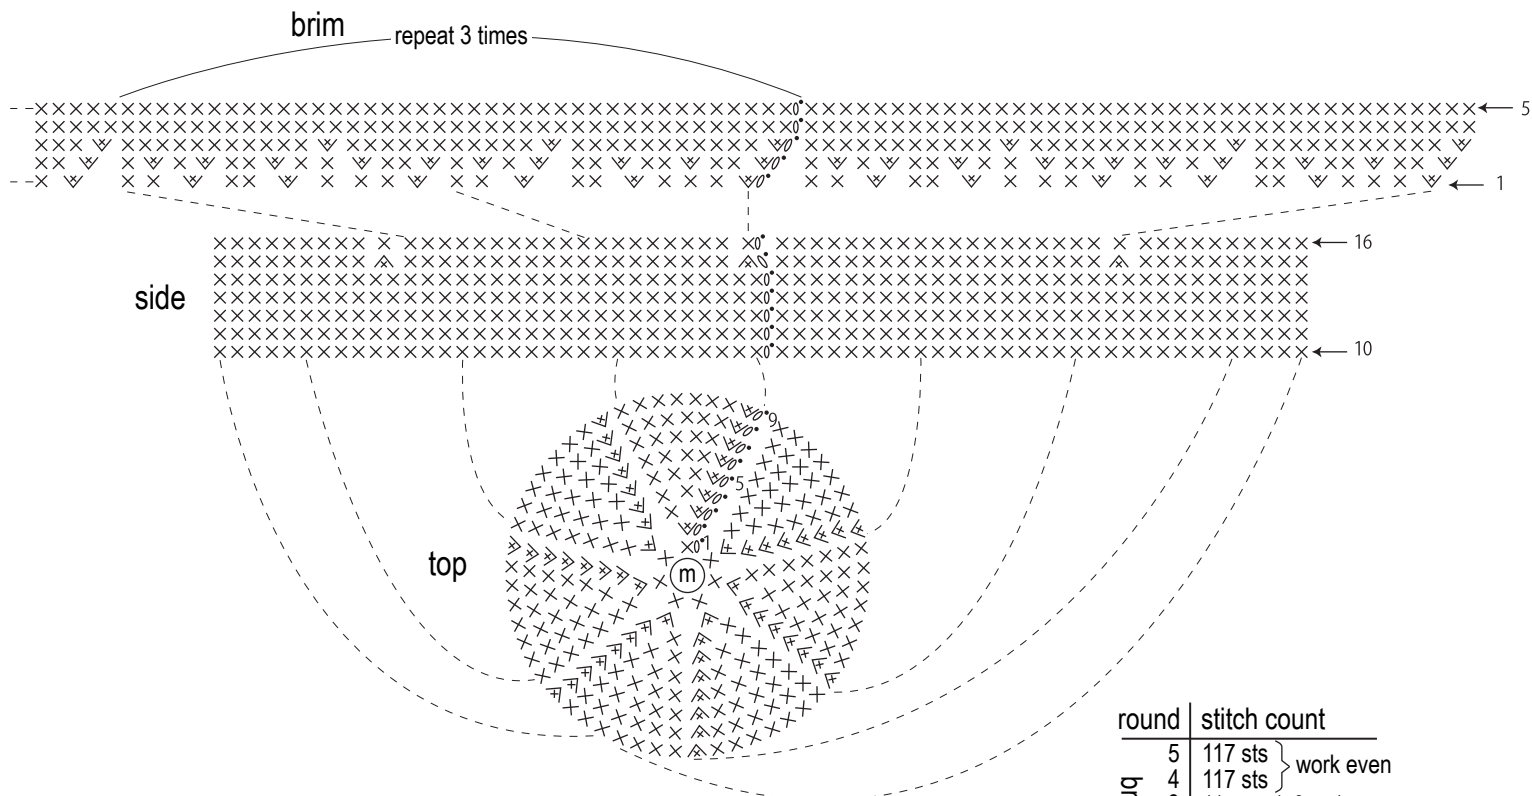 brim
repeat 3 times
5
1
16
side
10
9
5
1
top
m
round stitch count
5 117 sts
work even
4 117 sts